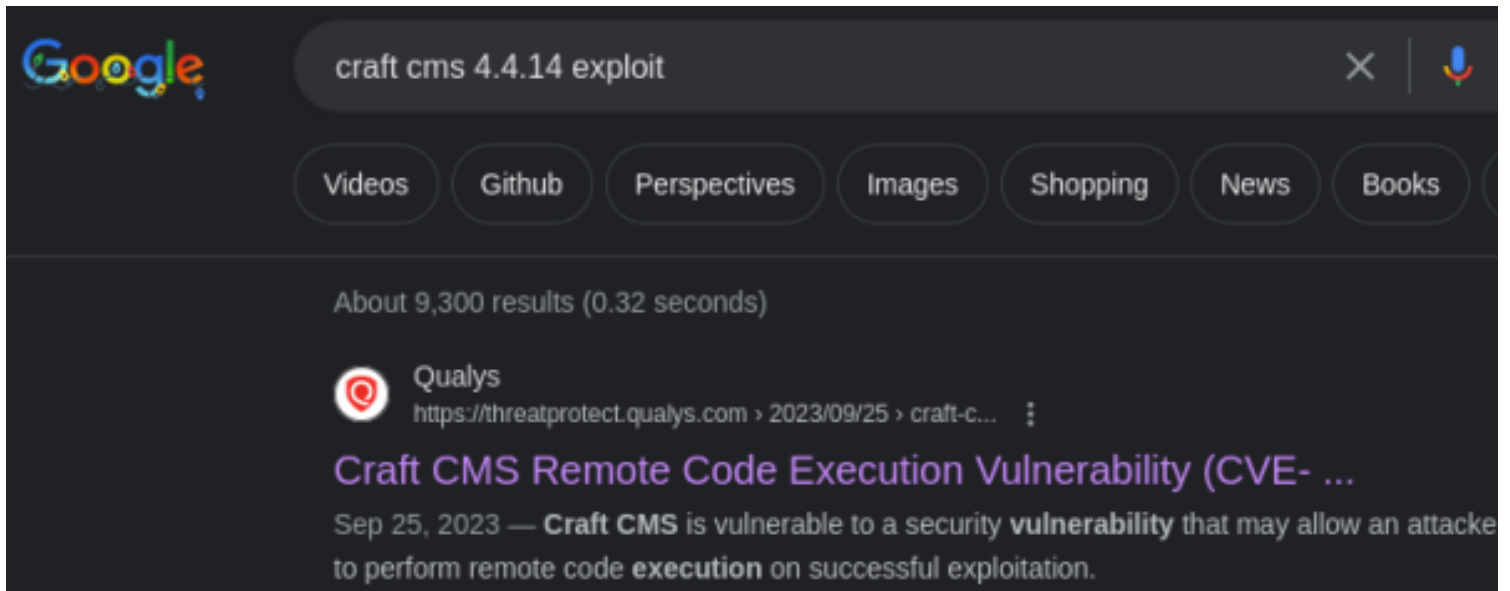 Google craft cms 4.4.14 exploit
Videos Github Perspectives Images Shopping News Books
About 9,300 results (0.32 seconds)
Qualys
https://threatprotect.qualys.com › 2023/09/25 › craft-c...
Craft CMS Remote Code Execution Vulnerability (CVE- ...
Sep 25, 2023 — Craft CMS is vulnerable to a security vulnerability that may allow an attacke
to perform remote code execution on successful exploitation.